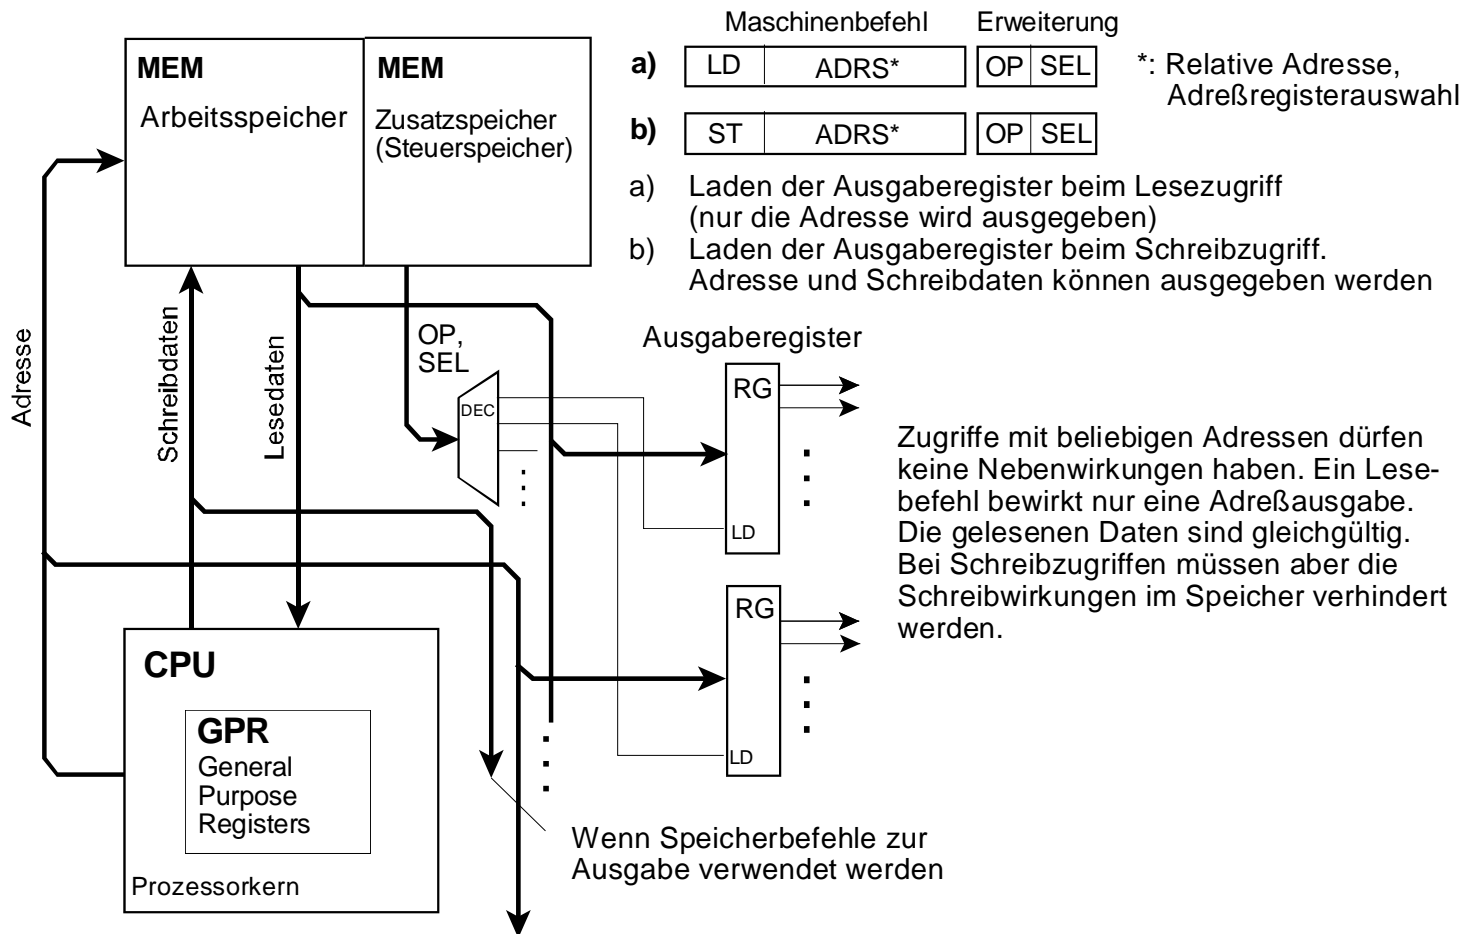 Maschinenbefehl Erweiterung
a) LD ADRS* OP SEL
*: Relative Adresse,
Adreßregisterauswahl
b) ST ADRS* OP SEL
a) Laden der Ausgaberegister beim Lesezugriff
(nur die Adresse wird ausgegeben)
b) Laden der Ausgaberegister beim Schreibzugriff.
Adresse und Schreibdaten können ausgegeben werden
MEM
Arbeitsspeicher
MEM
Zusatzspeicher
(Steuerspeicher)
Adresse
Schreibdaten
Lesedaten
OP,
SEL
DEC
Ausgaberegister
RG
LD
RG
LD
Zugriffe mit beliebigen Adressen dürfen
keine Nebenwirkungen haben. Ein Lese-
befehl bewirkt nur eine Adreßausgabe.
Die gelesenen Daten sind gleichgültig.
Bei Schreibzugriffen müssen aber die
Schreibwirkungen im Speicher verhindert
werden.
CPU
GPR
General
Purpose
Registers
Prozessorkern
Wenn Speicherbefehle zur
Ausgabe verwendet werden